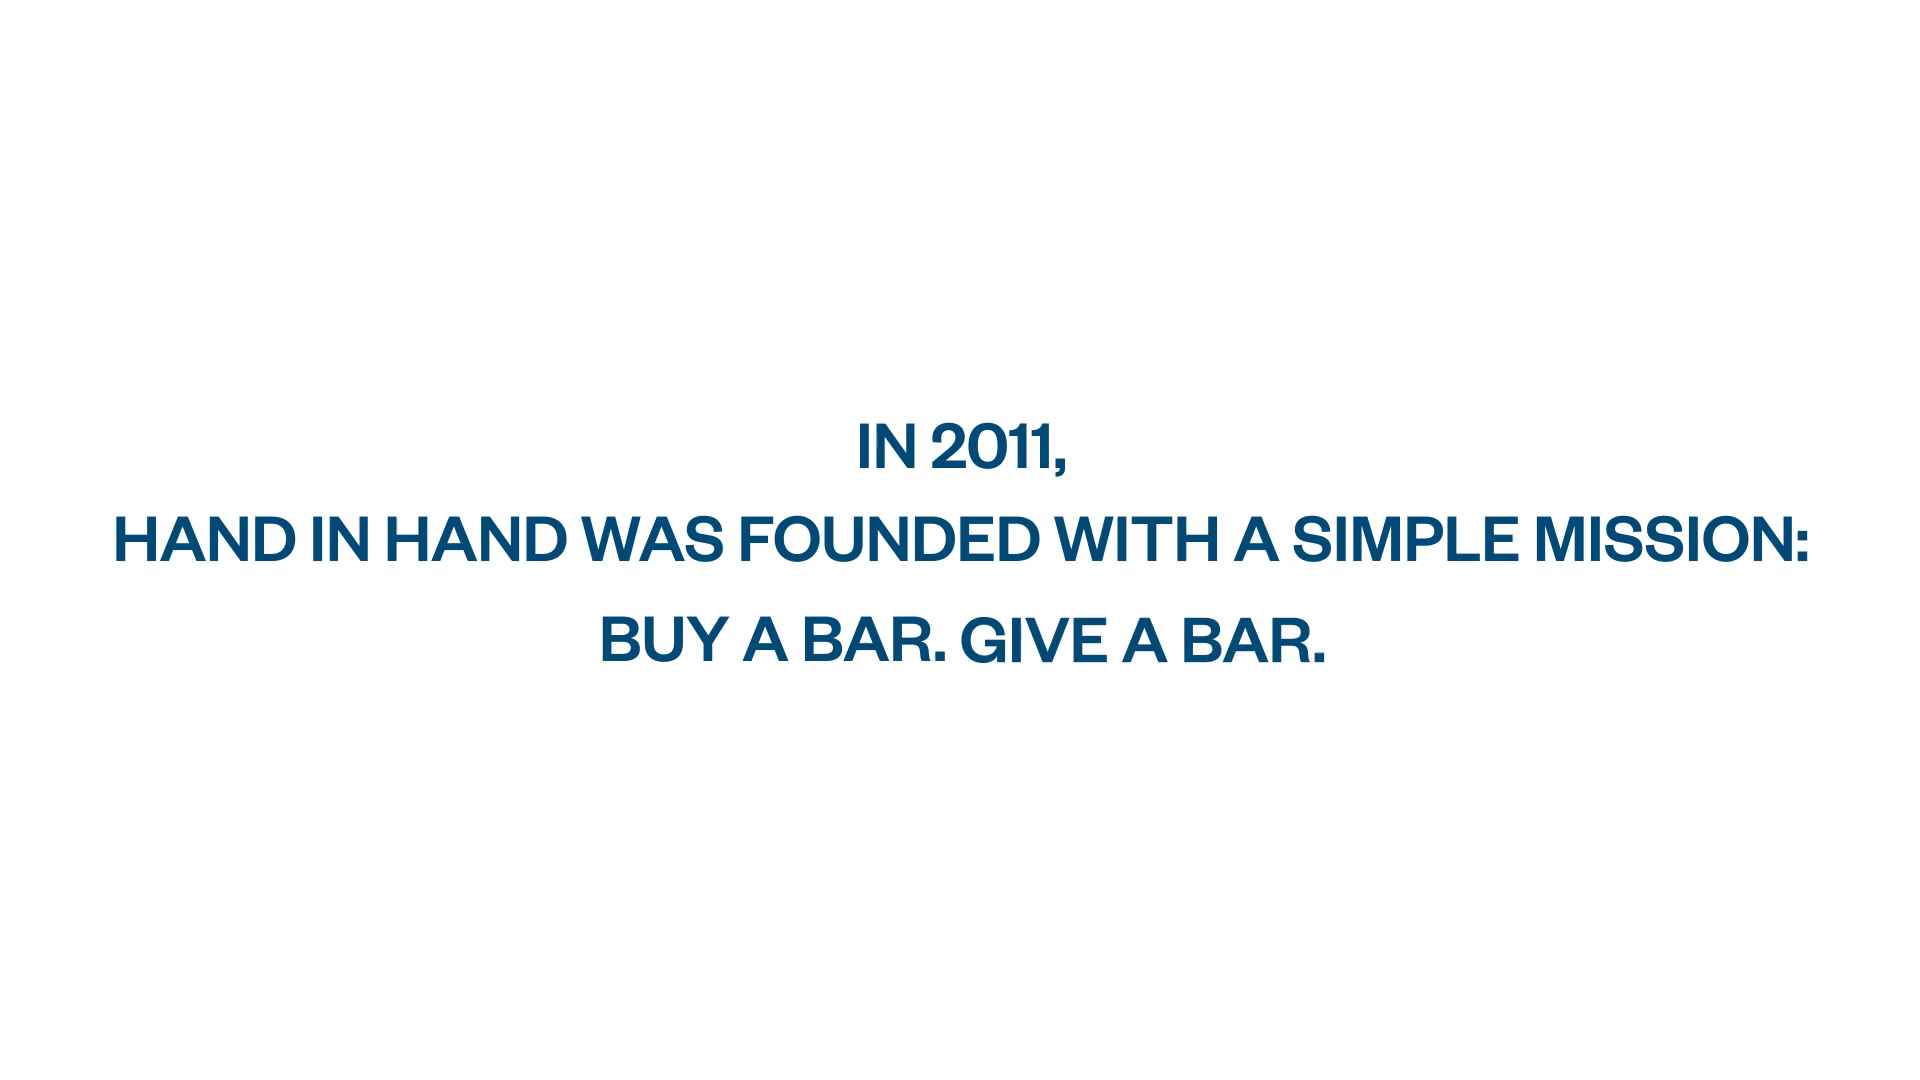 IN 2011,
HAND IN HAND WAS FOUNDED WITH A SIMPLE MISSION:
BUY A BAR. GIVE A BAR.